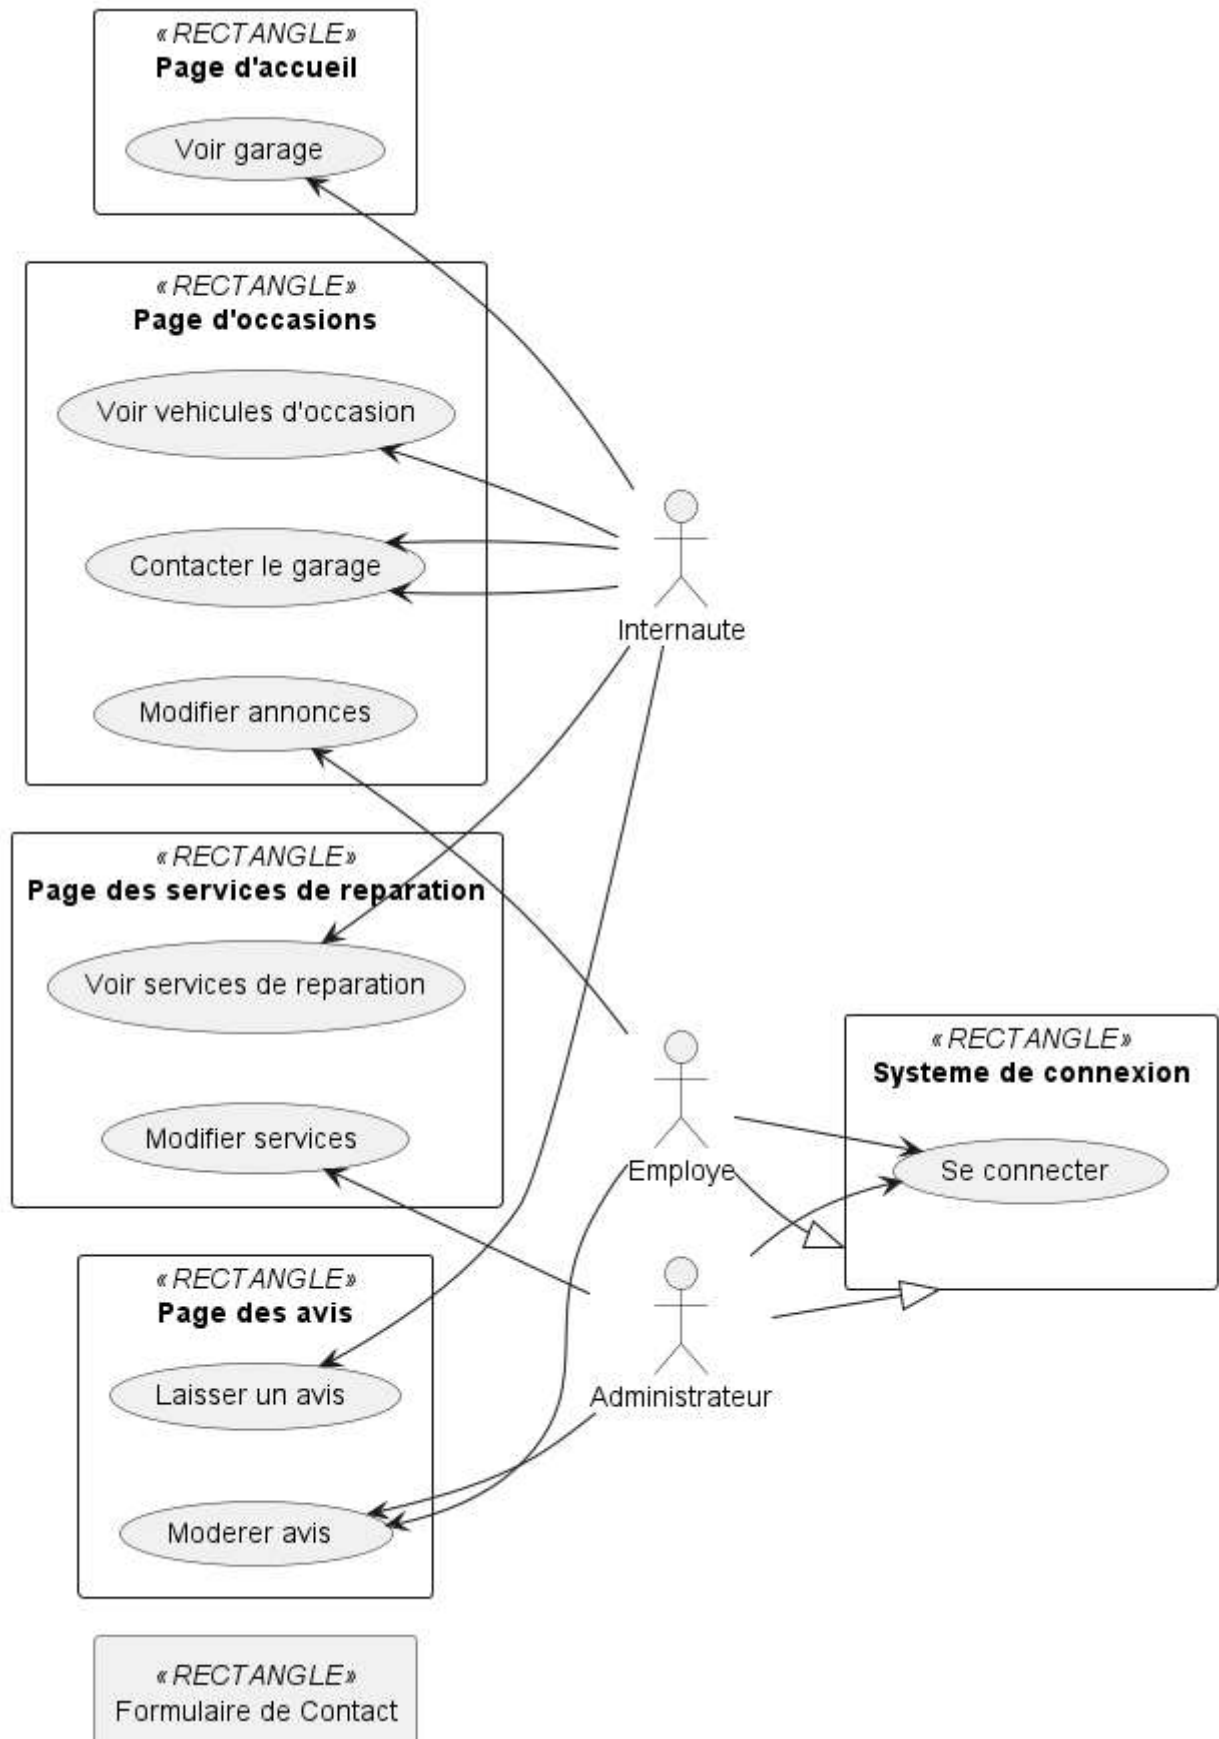 «RECTANGLE»
Page d'accueil
Voir garage
«RECTANGLE»
Page d'occasions
Voir vehicules d'occasion
Contacter le garage
Modifier annonces
Internaute
«RECTANGLE»
Page des services de reparation
Voir services de reparation
Modifier services
Employe
«RECTANGLE»
Systeme de connexion
Se connecter
Administrateur
«RECTANGLE»
Page des avis
Laisser un avis
Moderer avis
«RECTANGLE»
Formulaire de Contact